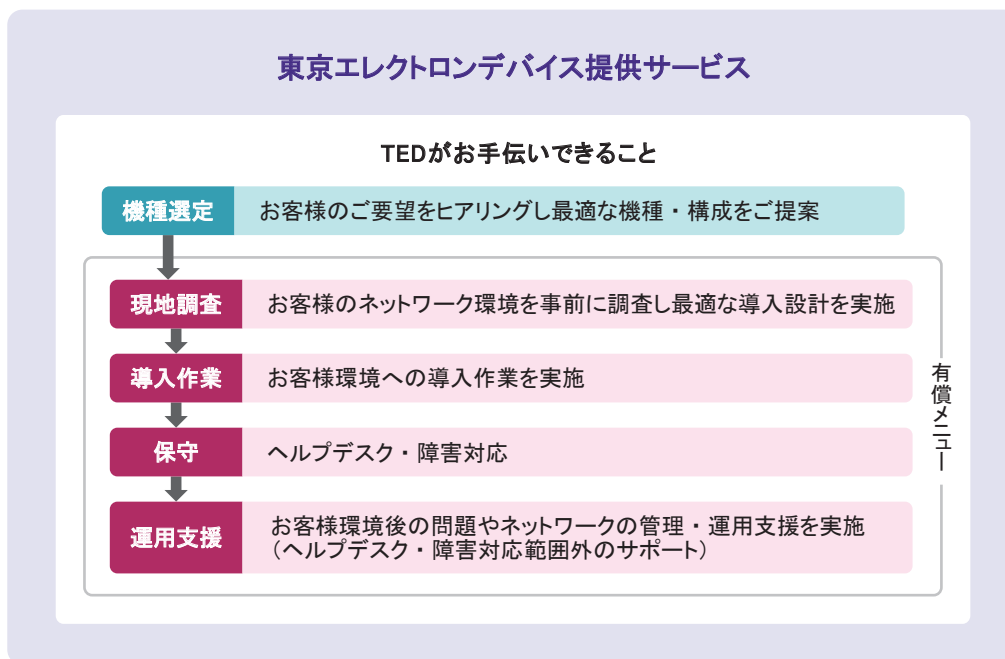 東京エレクトロンデバイス提供サービス
TEDがお手伝いできること
機種選定
お客様のご要望をヒアリングし最適な機種・構成をご提案
現地調査
お客様のネットワーク環境を事前に調査し最適な導入設計を実施
導入作業
お客様環境への導入作業を実施
保守
ヘルプデスク・障害対応
運用支援
お客様環境後の問題やネットワークの管理・運用支援を実施
（ヘルプデスク・障害対応範囲外のサポート）
有償メニュー